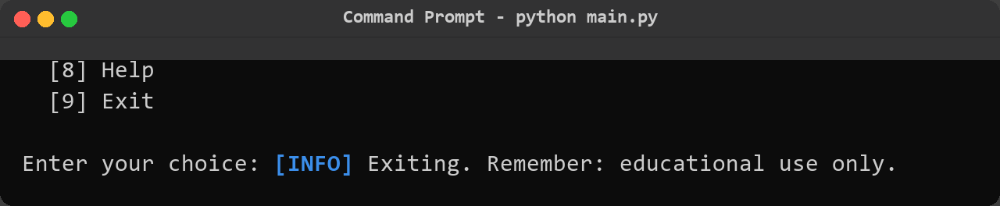 Command Prompt - python main.py
[8] Help
[9] Exit
Enter your choice: [INFO] Exiting. Remember: educational use only.